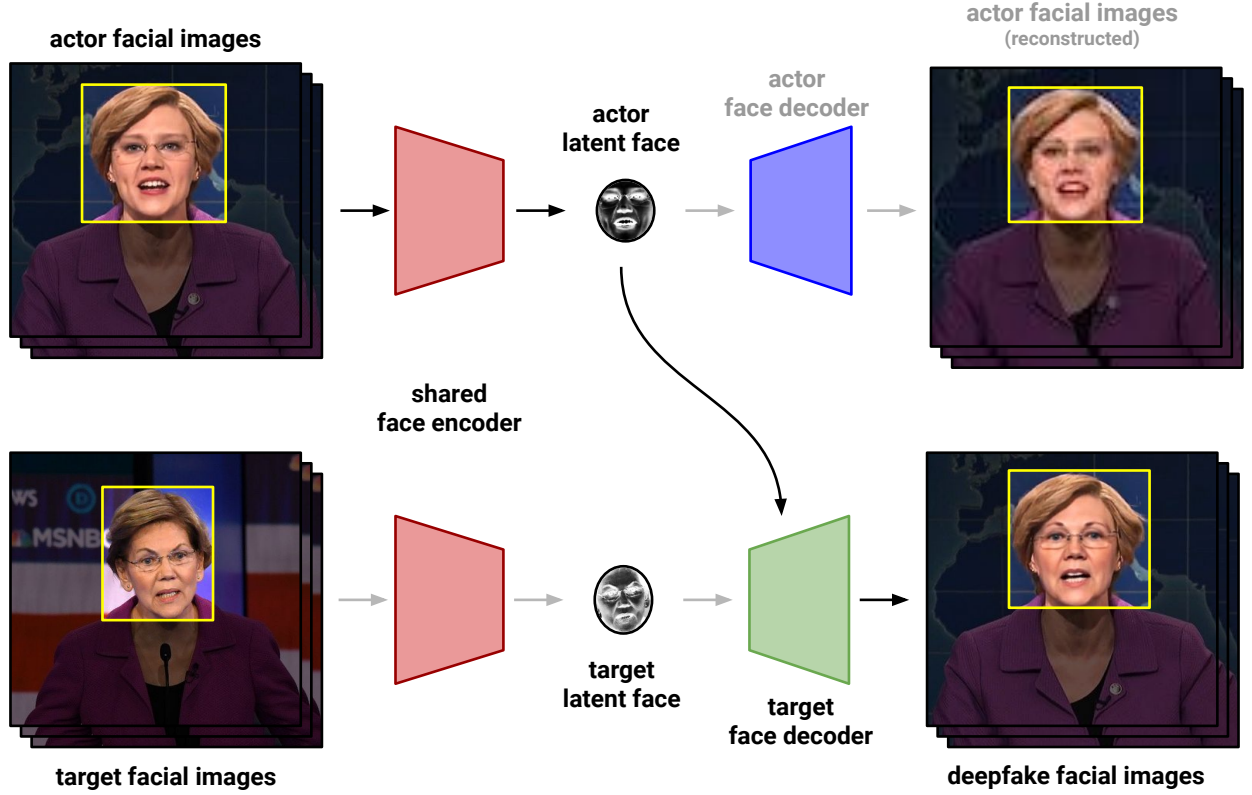 actor facial images
actor facial images
(reconstructed)
actor
face decoder
actor
latent face
shared
face encoder
WS
MSNBC
target
latent face
target
face decoder
target facial images
deepfake facial images